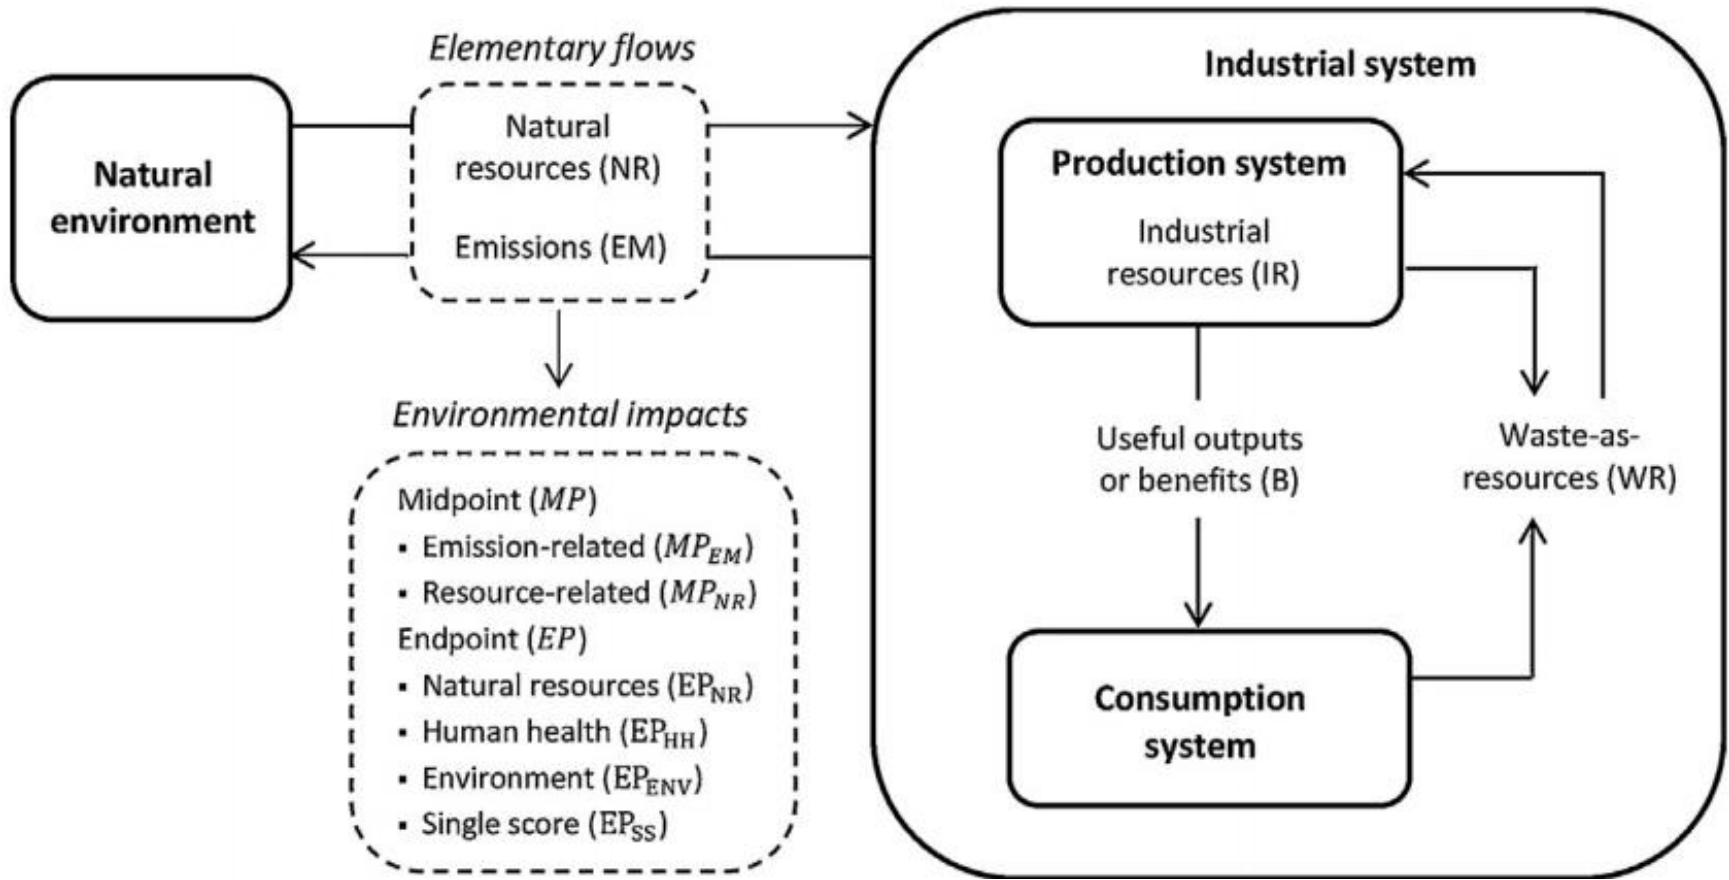 Elementary flows
Natural
environment
Natural
resources (NR)
Emissions (EM)
Environmental impacts
Midpoint (MP)
▪ Emission-related (MP_EM)
▪ Resource-related (MP_NR)
Endpoint (EP)
▪ Natural resources (EP_NR)
▪ Human health (EP_HH)
▪ Environment (EP_ENV)
▪ Single score (EP_SS)
Industrial system
Production system
Industrial
resources (IR)
Useful outputs
or benefits (B)
Waste-as-
resources (WR)
Consumption
system